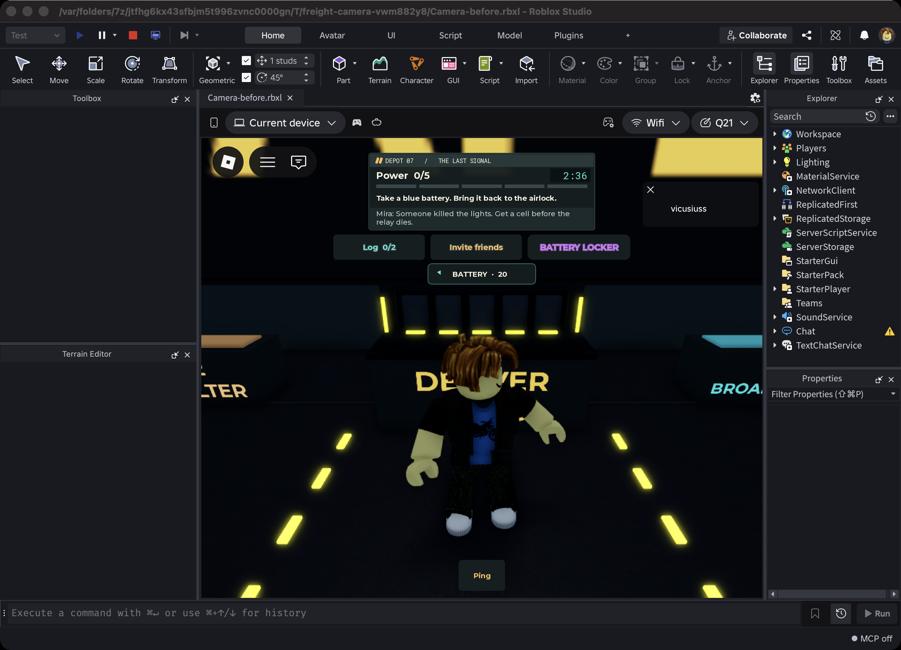 /var/folders/7z/jtfhg6kx43sfbjm5t996zvnc0000gn/T/freight-camera-vwm882y8/Camera-before.rbxl – Roblox Studio
Test
Home Avatar UI Script Model Plugins +
Collaborate
Select Move Scale Rotate Transform Geometric 1 studs 45° Part Terrain Character GUI Script Import Material Color Group Lock Anchor Explorer Properties Toolbox Assets
Toolbox
Camera-before.rbxl
Explorer
Current device
Wifi
Q21
Search
Workspace
Players
Lighting
MaterialService
NetworkClient
ReplicatedFirst
ReplicatedStorage
ServerScriptService
ServerStorage
StarterGui
StarterPack
StarterPlayer
Teams
SoundService
Chat
TextChatService
DEPOT 07 / THE LAST SIGNAL
Power 0/5
2:36
Take a blue battery. Bring it back to the airlock.
Mira: Someone killed the lights. Get a cell before the
relay dies.
vicusiuss
Log 0/2
Invite friends
BATTERY LOCKER
BATTERY · 20
Terrain Editor
Properties
Filter Properties (⇧⌘P)
Ping
Execute a command with ⌘↵ or use ⌘+↑/↓ for history
Run
MCP off